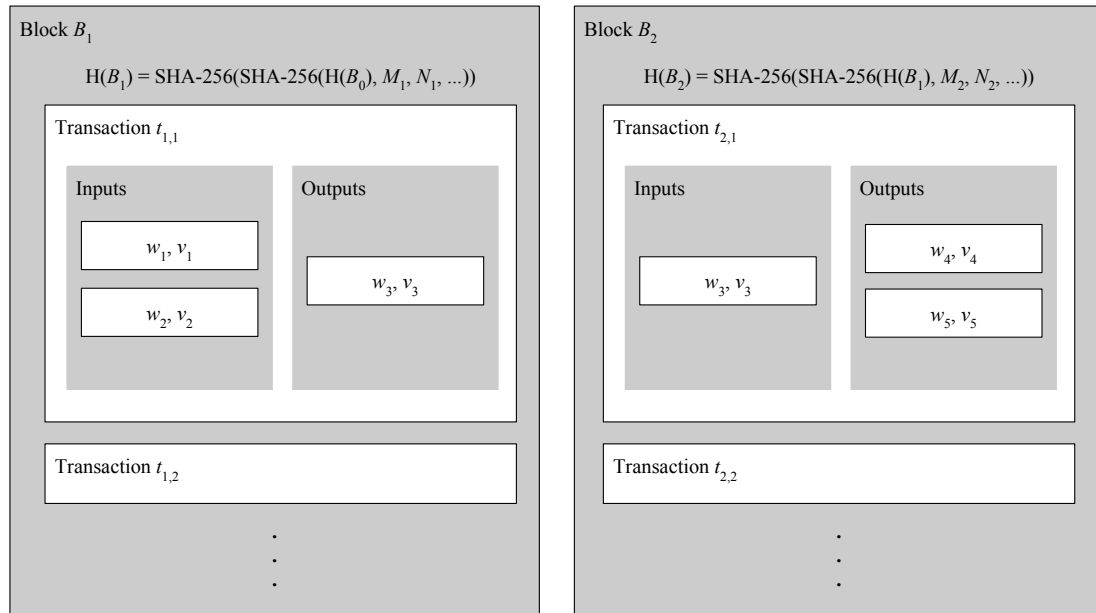 Block B₁
H(B₁) = SHA-256(SHA-256(H(B₀), M₁, N₁, ...))
Transaction t₁,₁
Inputs
w₁, v₁
w₂, v₂
Outputs
w₃, v₃
Transaction t₁,₂
Block B₂
H(B₂) = SHA-256(SHA-256(H(B₁), M₂, N₂, ...))
Transaction t₂,₁
Inputs
w₃, v₃
Outputs
w₄, v₄
w₅, v₅
Transaction t₂,₂